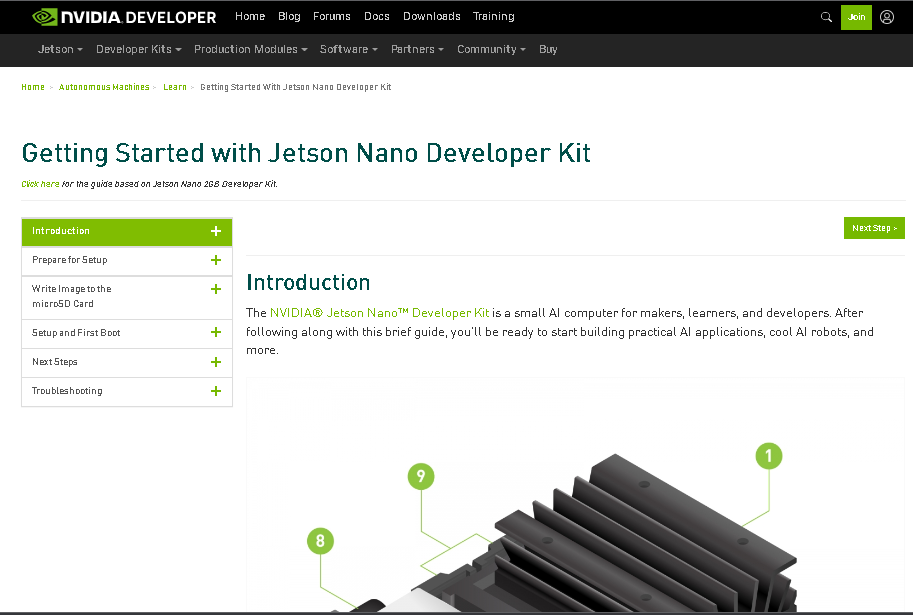 NVIDIA. DEVELOPER Home Blog Forums Docs Downloads Training Join
Jetson Developer Kits Production Modules Software Partners Community Buy
Home > Autonomous Machines > Learn > Getting Started With Jetson Nano Developer Kit
Getting Started with Jetson Nano Developer Kit
Click here for the guide based on Jetson Nano 2GB Developer Kit.
Introduction +
Prepare for Setup +
Write Image to the +
microSD Card
Setup and First Boot +
Next Steps +
Troubleshooting +
Next Step »
Introduction
The NVIDIA® Jetson Nano™ Developer Kit is a small AI computer for makers, learners, and developers. After
following along with this brief guide, you'll be ready to start building practical AI applications, cool AI robots, and
more.
1
9
8